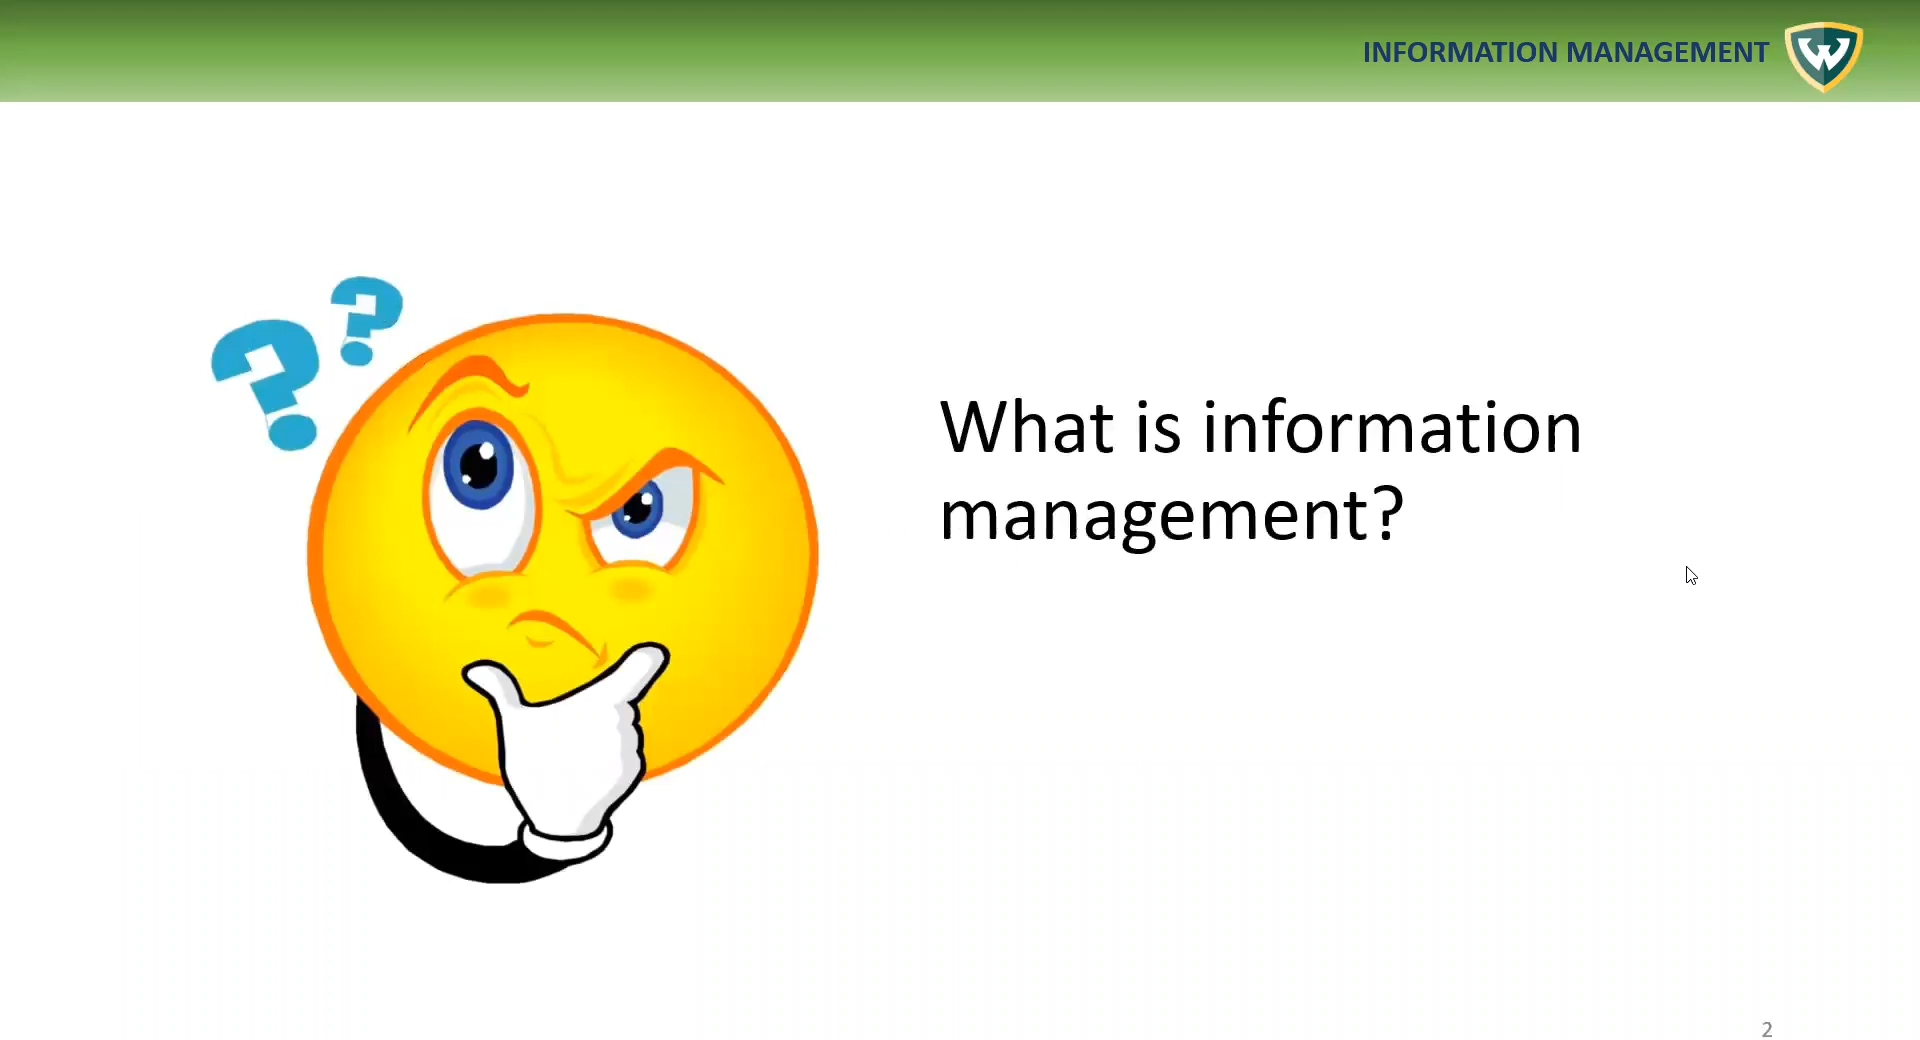 INFORMATION MANAGEMENT
W
? ?
What is information
management?
2